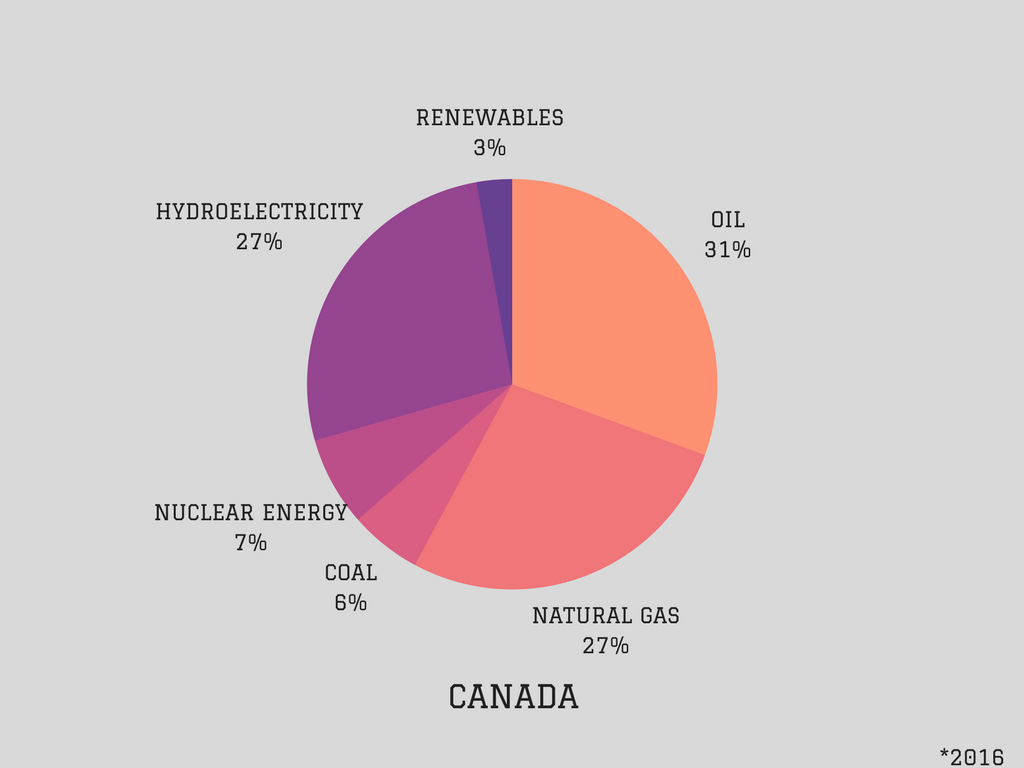 RENEWABLES
3%
HYDROELECTRICITY
27%
OIL
31%
NUCLEAR ENERGY
7%
COAL
6%
NATURAL GAS
27%
CANADA
*2016